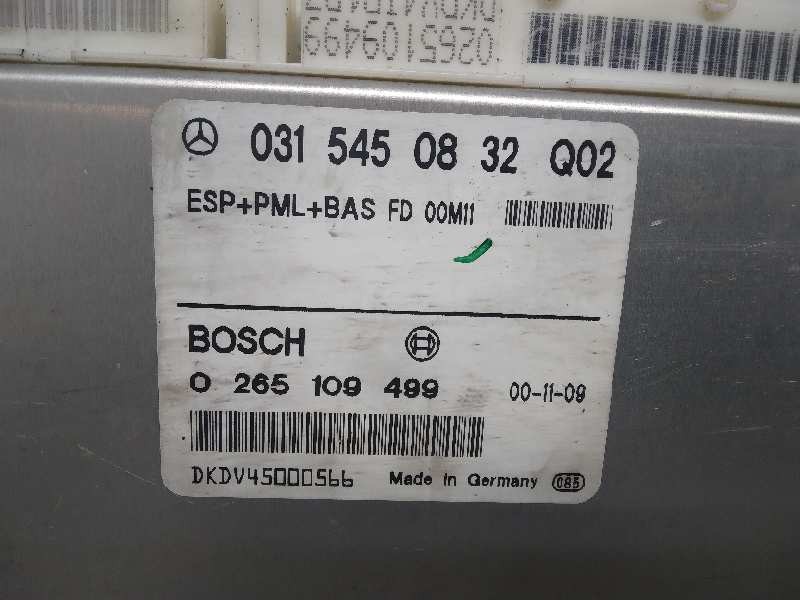 0265109499
031 545 08 32 Q02
ESP+PML+BAS FD 00M11
BOSCH
0 265 109 499 00-11-09
DKDV45000566 Made in Germany 085